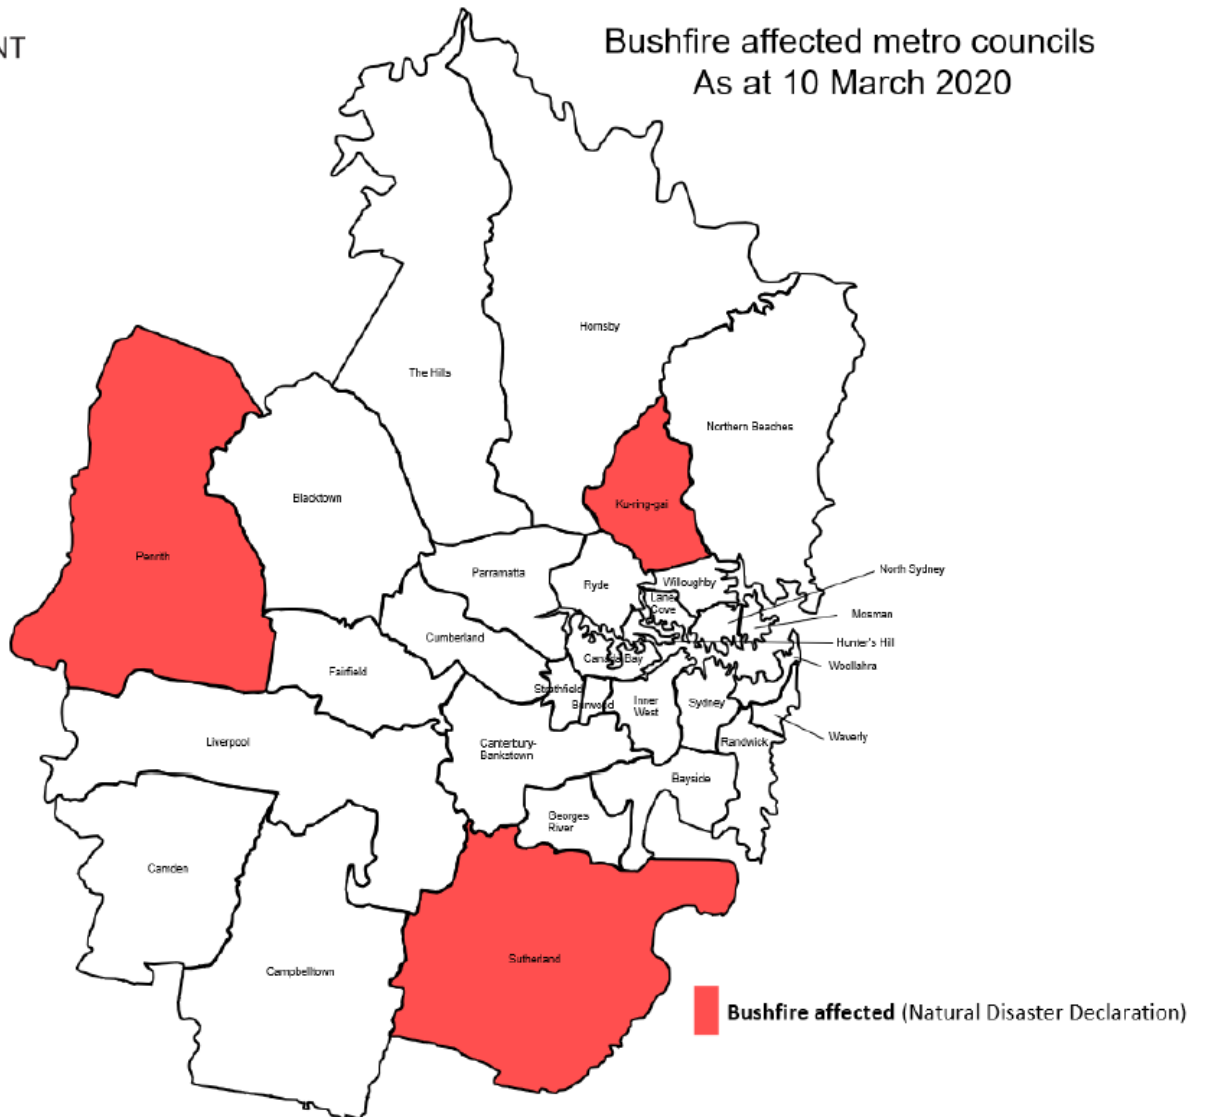 NT
Bushfire affected metro councils
As at 10 March 2020
Hornsby
The Hills
Northern Beaches
Blacktown
Ku-ring-gai
Penrith
Parramatta
Ryde
Willoughby
North Sydney
Lane
Cove
Mosman
Cumberland
Hunter's Hill
Canada Bay
Woollahra
Fairfield
Strathfield
Burwood
Inner
West
Sydney
Liverpool
Canterbury-
Bankstown
Randwick
Waverly
Bayside
Georges
River
Camden
Sutherland
Campbelltown
Bushfire affected (Natural Disaster Declaration)